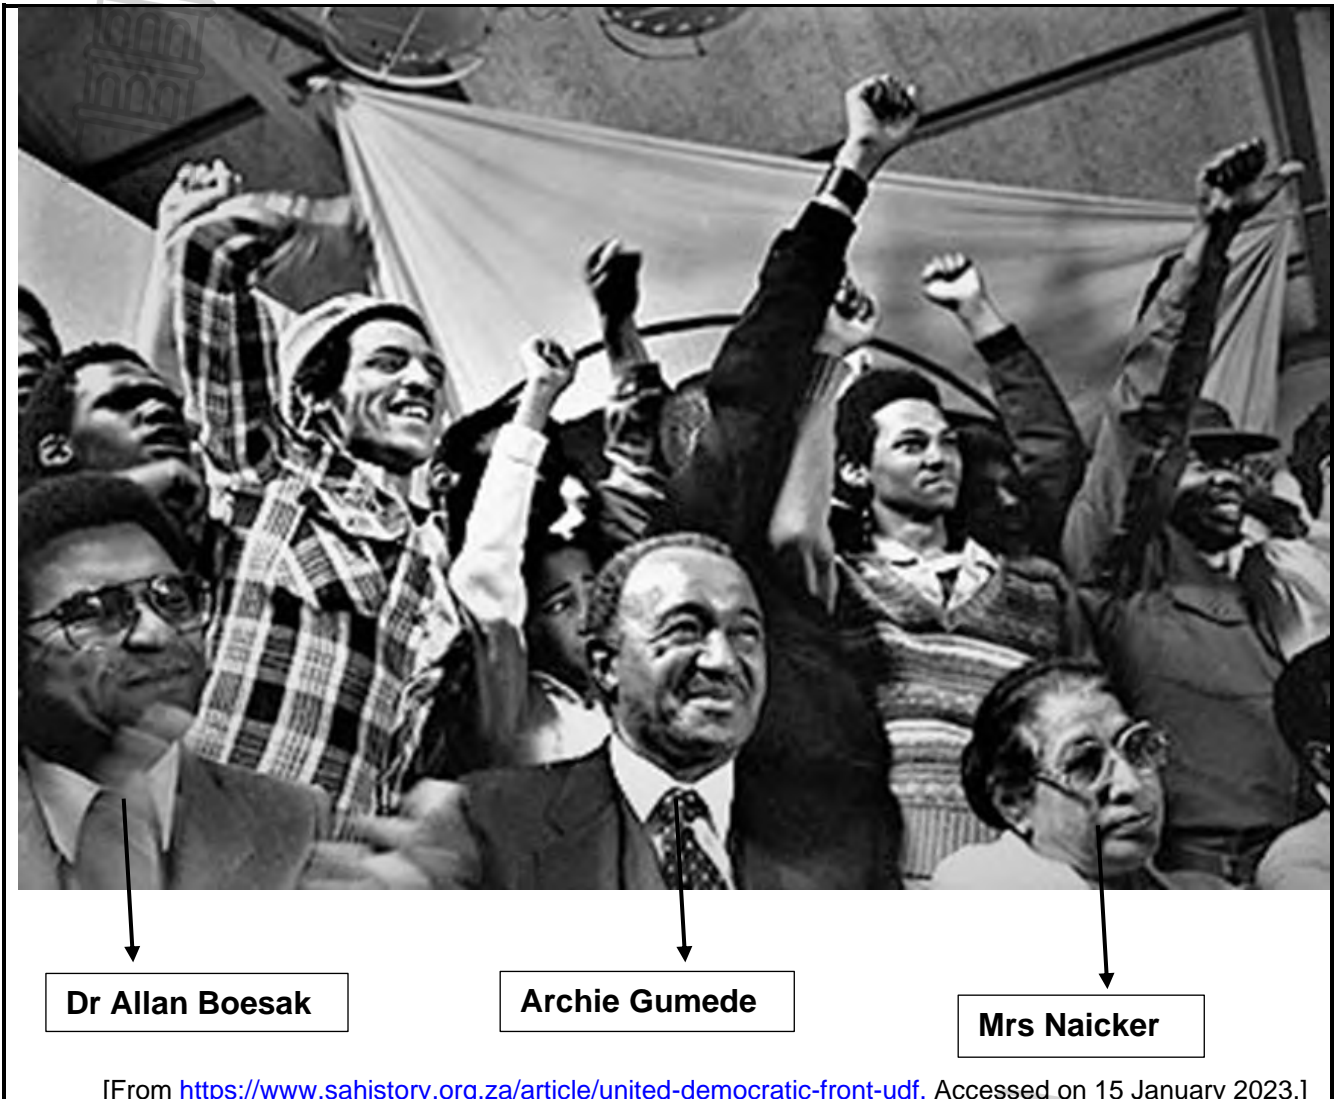 Dr Allan Boesak
Archie Gumede
Mrs Naicker
[From https://www.sahistory.org.za/article/united-democratic-front-udf. Accessed on 15 January 2023.]